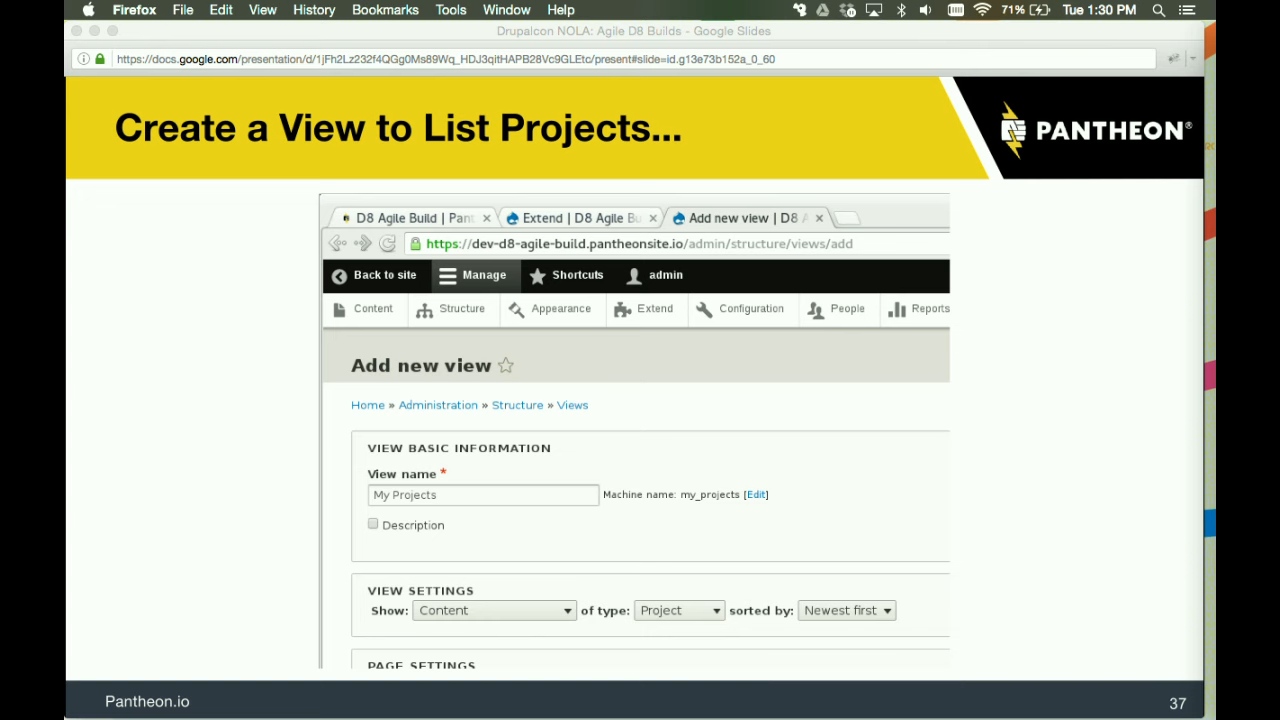 Firefox File Edit View History Bookmarks Tools Window Help 71% Tue 1:30 PM
Drupalcon NOLA: Agile D8 Builds - Google Slides
https://docs.google.com/presentation/d/1jFh2Lz232f4QGg0Ms89Wq_HDJ3qitHAPB28Vc9GLEtc/present#slide=id.g13e73b152a_0_60
Create a View to List Projects...
PANTHEON®
D8 Agile Build | Pant Extend | D8 Agile Bu Add new view | D8 A
https://dev-d8-agile-build.pantheonsite.io/admin/structure/views/add
Back to site Manage Shortcuts admin
Content Structure Appearance Extend Configuration People Reports
Add new view
Home » Administration » Structure » Views
VIEW BASIC INFORMATION
View name *
My Projects Machine name: my_projects [Edit]
Description
VIEW SETTINGS
Show: Content of type: Project sorted by: Newest first
PAGE SETTINGS
Pantheon.io 37